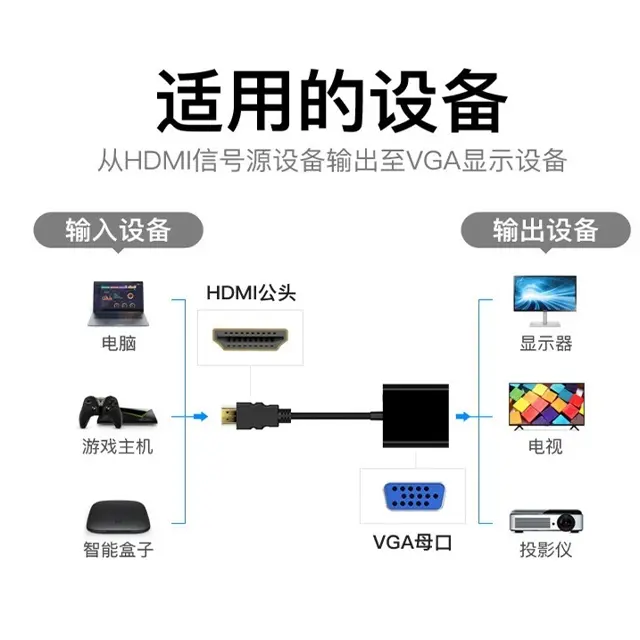 适用的设备
从HDMI信号源设备输出至VGA显示设备
输入设备
输出设备
HDMI公头
电脑
显示器
游戏主机
电视
智能盒子
VGA母口
投影仪